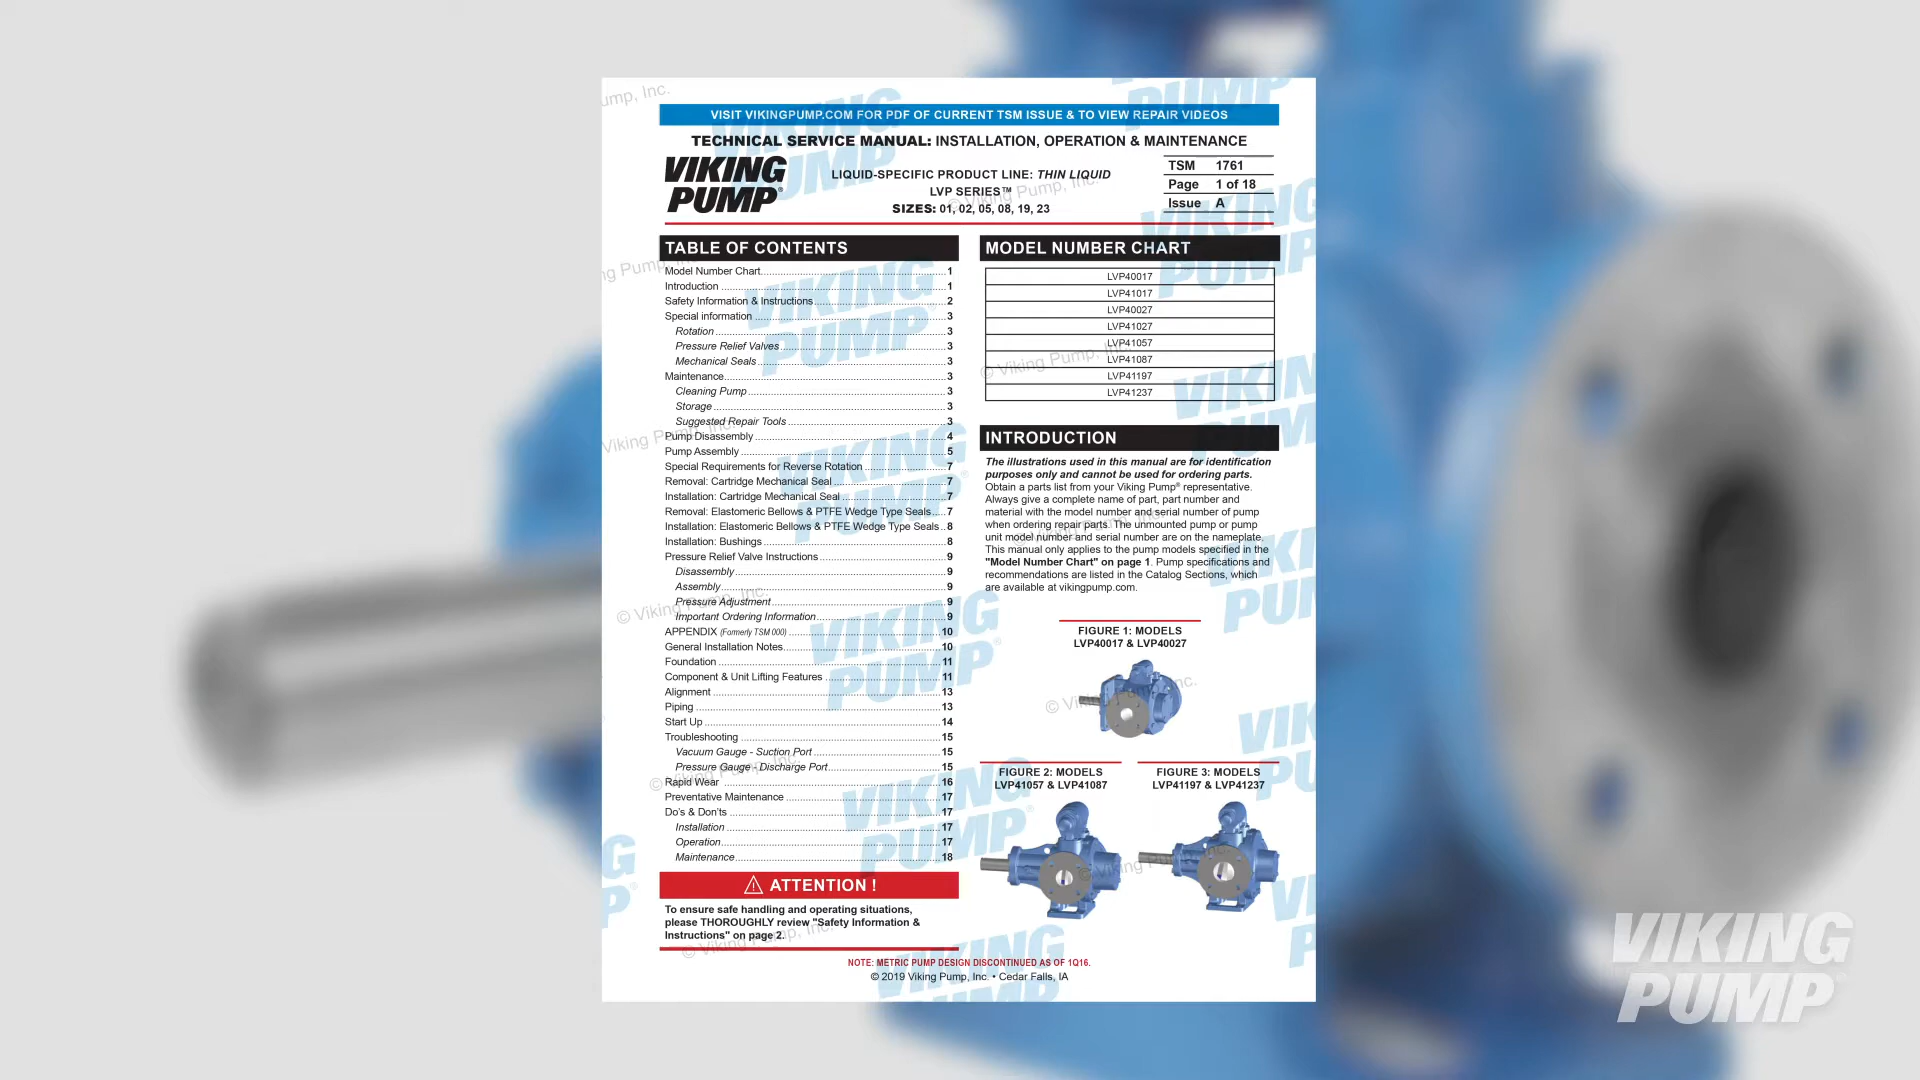 VISIT VIKINGPUMP.COM FOR PDF OF CURRENT TSM ISSUE & TO VIEW REPAIR VIDEOS
TECHNICAL SERVICE MANUAL: INSTALLATION, OPERATION & MAINTENANCE
VIKING
PUMP®
LIQUID-SPECIFIC PRODUCT LINE: THIN LIQUID
LVP SERIES™
SIZES: 01, 02, 05, 08, 19, 23
TSM 1761
Page 1 of 18
Issue A
TABLE OF CONTENTS
Model Number Chart 1
Introduction 1
Safety Information & Instructions 2
Special information 3
Rotation 3
Pressure Relief Valves 3
Mechanical Seals 3
Maintenance 3
Cleaning Pump 3
Storage 3
Suggested Repair Tools 3
Pump Disassembly 4
Pump Assembly 5
Special Requirements for Reverse Rotation 7
Removal: Cartridge Mechanical Seal 7
Installation: Cartridge Mechanical Seal 7
Removal: Elastomeric Bellows & PTFE Wedge Type Seals 7
Installation: Elastomeric Bellows & PTFE Wedge Type Seals 8
Installation: Bushings 8
Pressure Relief Valve Instructions 9
Disassembly 9
Assembly 9
Pressure Adjustment 9
Important Ordering Information 9
APPENDIX (Formerly TSM 000) 10
General Installation Notes 10
Foundation 11
Component & Unit Lifting Features 11
Alignment 13
Piping 13
Start Up 14
Troubleshooting 15
Vacuum Gauge - Suction Port 15
Pressure Gauge - Discharge Port 15
Rapid Wear 16
Preventative Maintenance 17
Do's & Don'ts 17
Installation 17
Operation 17
Maintenance 18
⚠ ATTENTION !
To ensure safe handling and operating situations,
please THOROUGHLY review "Safety Information &
Instructions" on page 2.
MODEL NUMBER CHART
LVP40017
LVP41017
LVP40027
LVP41027
LVP41057
LVP41087
LVP41197
LVP41237
INTRODUCTION
The illustrations used in this manual are for identification
purposes only and cannot be used for ordering parts.
Obtain a parts list from your Viking Pump® representative.
Always give a complete name of part, part number and
material with the model number and serial number of pump
when ordering repair parts. The unmounted pump or pump
unit model number and serial number are on the nameplate.
This manual only applies to the pump models specified in the
"Model Number Chart" on page 1. Pump specifications and
recommendations are listed in the Catalog Sections, which
are available at vikingpump.com.
FIGURE 1: MODELS
LVP40017 & LVP40027
FIGURE 2: MODELS
LVP41057 & LVP41087
FIGURE 3: MODELS
LVP41197 & LVP41237
NOTE: METRIC PUMP DESIGN DISCONTINUED AS OF 1Q16.
© 2019 Viking Pump, Inc. • Cedar Falls, IA
VIKING
PUMP®